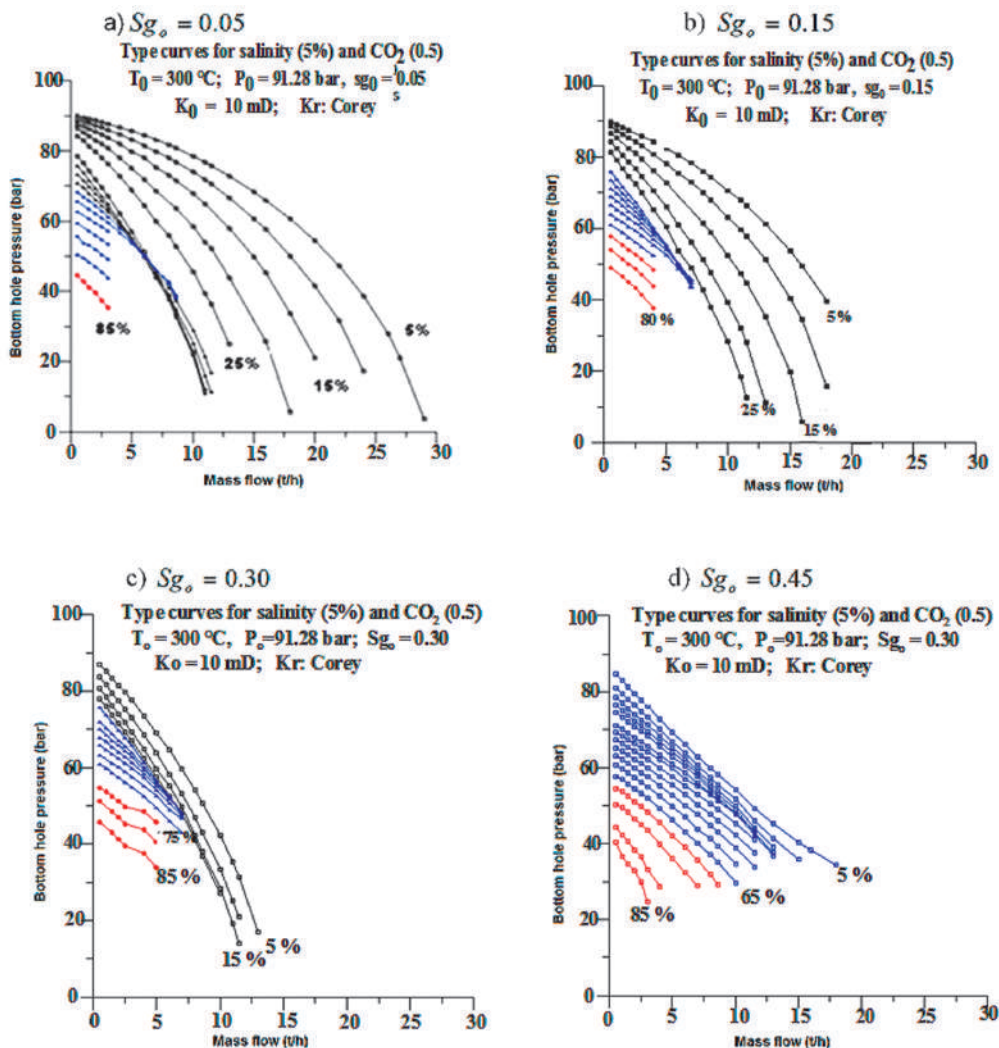 a) Sgₒ = 0.05
Type curves for salinity (5%) and CO₂ (0.5)
T₀ = 300 °C; P₀ = 91.28 bar, sg₀ = 0.05
K₀ = 10 mD; Kr: Corey
s
Bottom hole pressure (bar)
100
80
60
40
20
0
85%
25%
15%
5%
0 5 10 15 20 25 30
Mass flow (t/h)
b) Sgₒ = 0.15
Type curves for salinity (5%) and CO₂ (0.5)
T₀ = 300 °C; P₀ = 91.28 bar, sg₀ = 0.15
K₀ = 10 mD; Kr: Corey
Bottom hole pressure (bar)
100
80
60
40
20
0
80%
5%
25%
15%
0 5 10 15 20 25 30
Mass flow (t/h)
c) Sgₒ = 0.30
Type curves for salinity (5%) and CO₂ (0.5)
Tₒ = 300 °C, Pₒ=91.28 bar; Sgₒ = 0.30
Ko = 10 mD; Kr: Corey
Bottom hole pressure (bar)
100
80
60
40
20
0
75%
85%
15 %
5 %
0 5 10 15 20 25 30
Mass flow (t/h)
d) Sgₒ = 0.45
Type curves for salinity (5%) and CO₂ (0.5)
Tₒ = 300 °C, Pₒ=91.28 bar; Sgₒ = 0.30
Ko = 10 mD; Kr: Corey
Bottom hole pressure (bar)
100
80
60
40
20
0
85%
65 %
5 %
0 5 10 15 20 25 30
Mass flow (t/h)